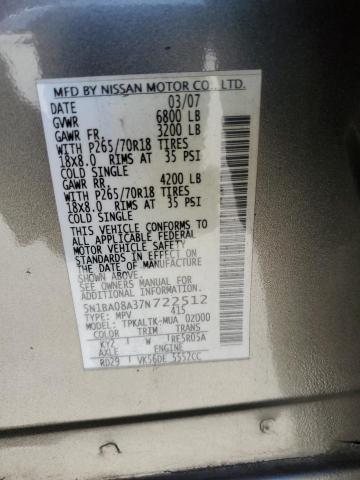 MFD BY NISSAN MOTOR CO., LTD.
DATE 03/07
GVWR 6800 LB
GAWR FR. 3200 LB
WITH P265/70R18 TIRES
18X8.0 RIMS AT 35 PSI
COLD SINGLE
GAWR RR. 4200 LB
WITH P265/70R18 TIRES
18X8.0 RIMS AT 35 PSI
COLD SINGLE
THIS VEHICLE CONFORMS TO
ALL APPLICABLE FEDERAL
MOTOR VEHICLE SAFETY
STANDARDS IN EFFECT ON
THE DATE OF MANUFACTURE
SHOWN ABOVE.
SEE OWNERS MANUAL FOR
ADDITIONAL INFORMATION
5N1BA08A37N722512
TYPE: MPV 415
MODEL: TPKALTK-MUA 02000
COLOR TRIM TRANS
KY2 W RE5R05A
AXLE ENGINE
RD29 VK56DE 5552CC